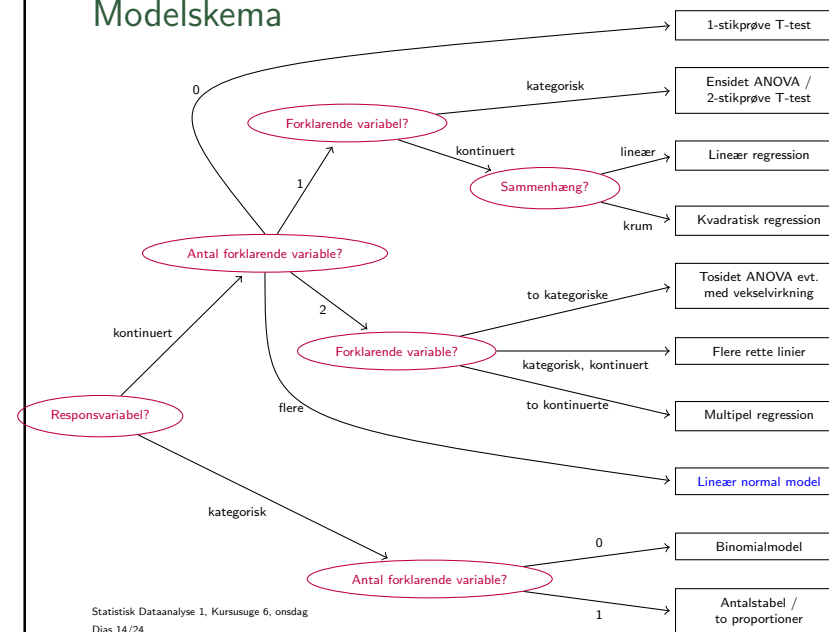 Modelskema
1-stikprøve T-test
0
kategorisk
Ensidet ANOVA /
2-stikprøve T-test
Forklarende variabel?
kontinuert
lineær
Lineær regression
1
Sammenhæng?
krum
Kvadratisk regression
Antal forklarende variable?
to kategoriske
Tosidet ANOVA evt.
med vekselvirkning
2
kontinuert
Forklarende variable?
kategorisk, kontinuert
Flere rette linier
flere
to kontinuerte
Multipel regression
Responsvariabel?
Lineær normal model
kategorisk
0
Binomialmodel
Antal forklarende variable?
1
Antalstabel /
to proportioner
Statistisk Dataanalyse 1, Kursusuge 6, onsdag
Dias 14/24